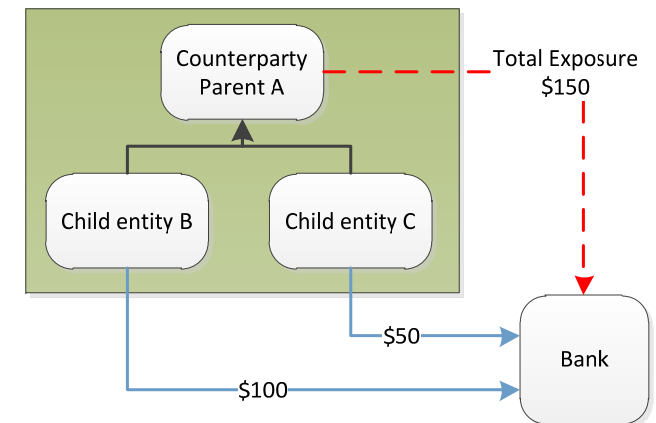 Counterparty
Parent A
Total Exposure
$150
Child entity B
Child entity C
$50
Bank
$100